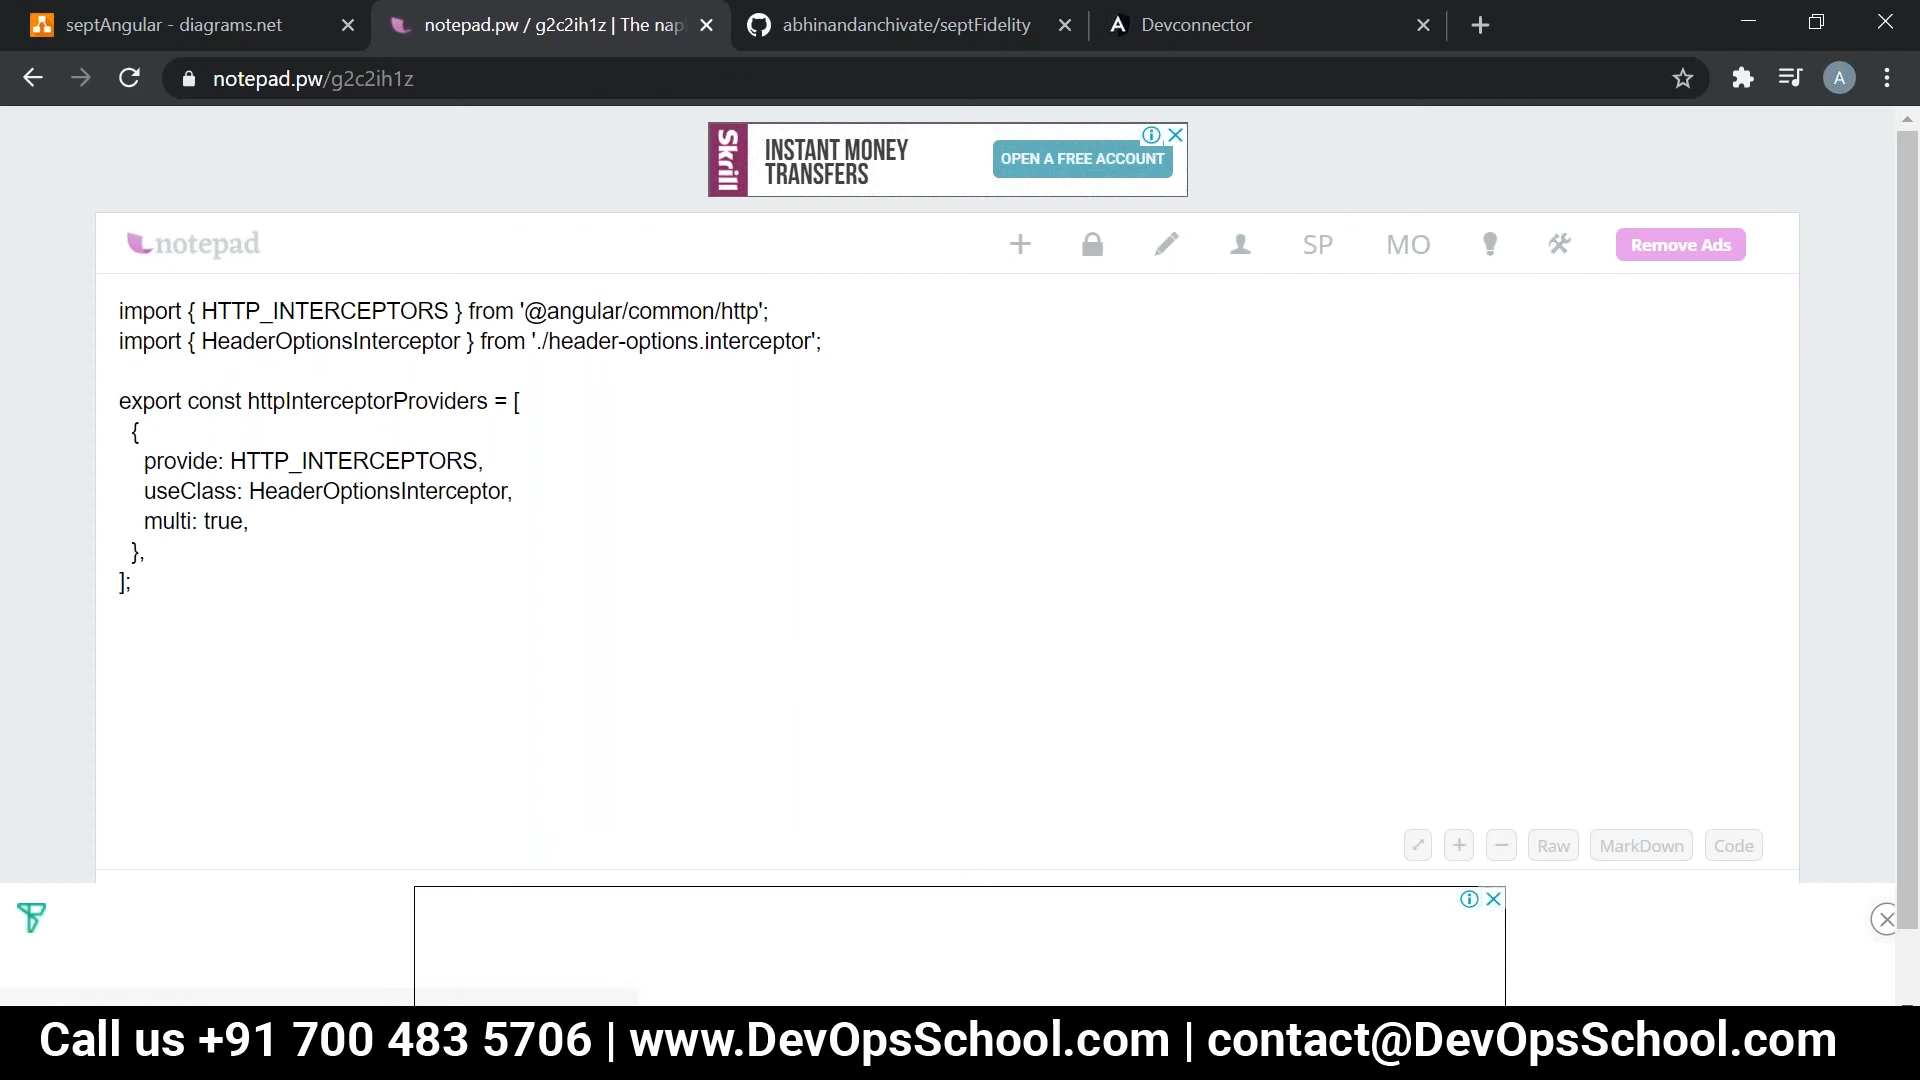 septAngular - diagrams.net
notepad.pw / g2c2ih1z | The nap
abhinandanchivate/septFidelity
Devconnector
notepad.pw/g2c2ih1z
A
Skrill
INSTANT MONEY
TRANSFERS
OPEN A FREE ACCOUNT
notepad
SP
MO
Remove Ads
import { HTTP_INTERCEPTORS } from '@angular/common/http';
import { HeaderOptionsInterceptor } from './header-options.interceptor';
export const httpInterceptorProviders = [
{
provide: HTTP_INTERCEPTORS,
useClass: HeaderOptionsInterceptor,
multi: true,
},
];
Raw
MarkDown
Code
Call us +91 700 483 5706 | www.DevOpsSchool.com | contact@DevOpsSchool.com